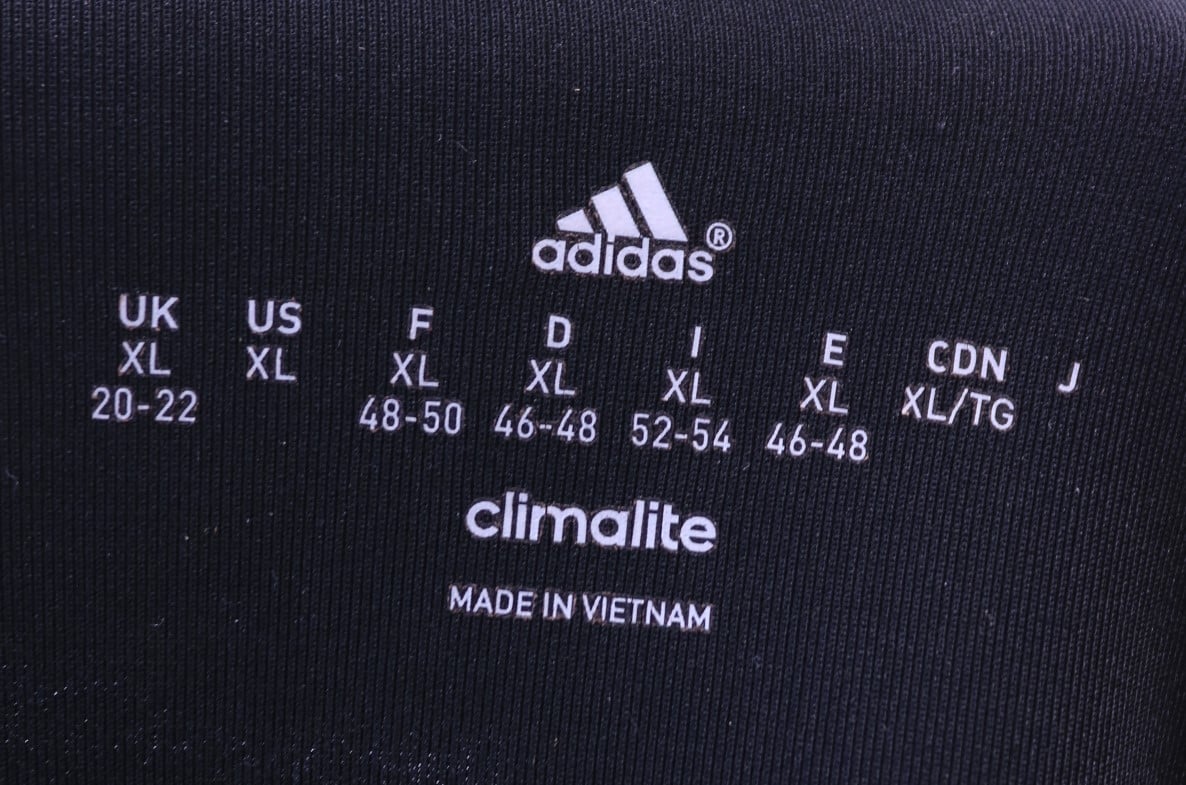 adidas®
UK US F D I E CDN J
XL XL XL XL XL XL XL/TG
20-22 48-50 46-48 52-54 46-48
climalite
MADE IN VIETNAM